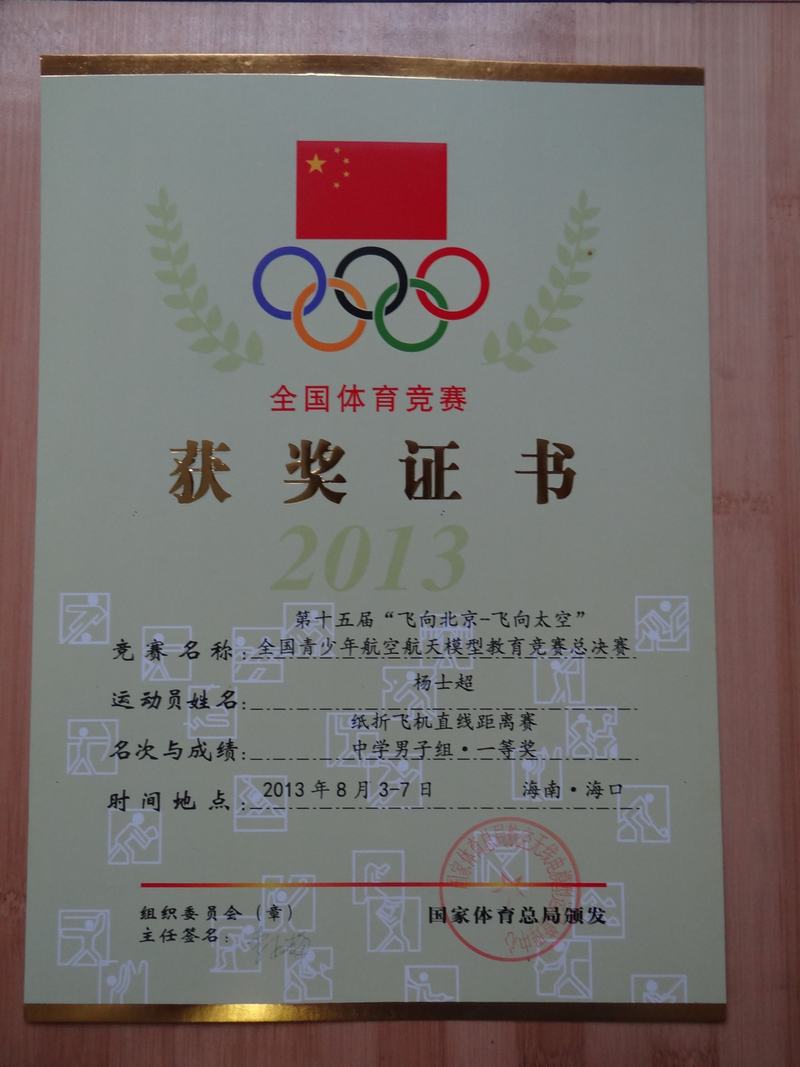 全国体育竞赛
获奖证书
2013
第十五届“飞向北京-飞向太空”
竞赛名称：全国青少年航空航天模型教育竞赛总决赛
运动员姓名：杨士超
纸折飞机直线距离赛
名次与成绩：中学男子组·一等奖
时间地点：2013年8月3-7日 海南·海口
组织委员会（章）
国家体育总局颁发
主任签名：